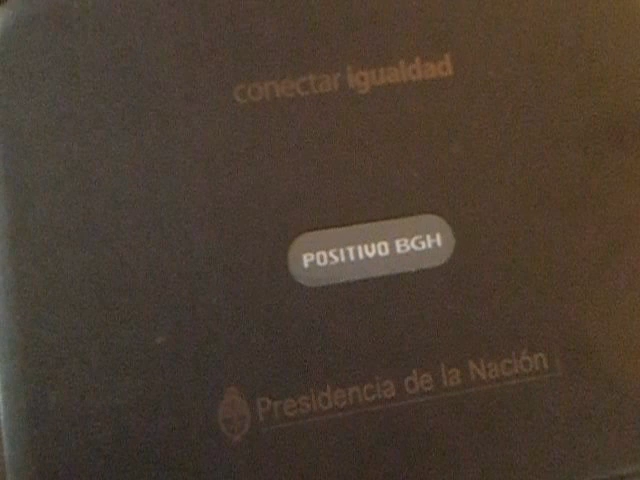 conectar igualdad
POSITIVO BGH
Presidencia de la Nación